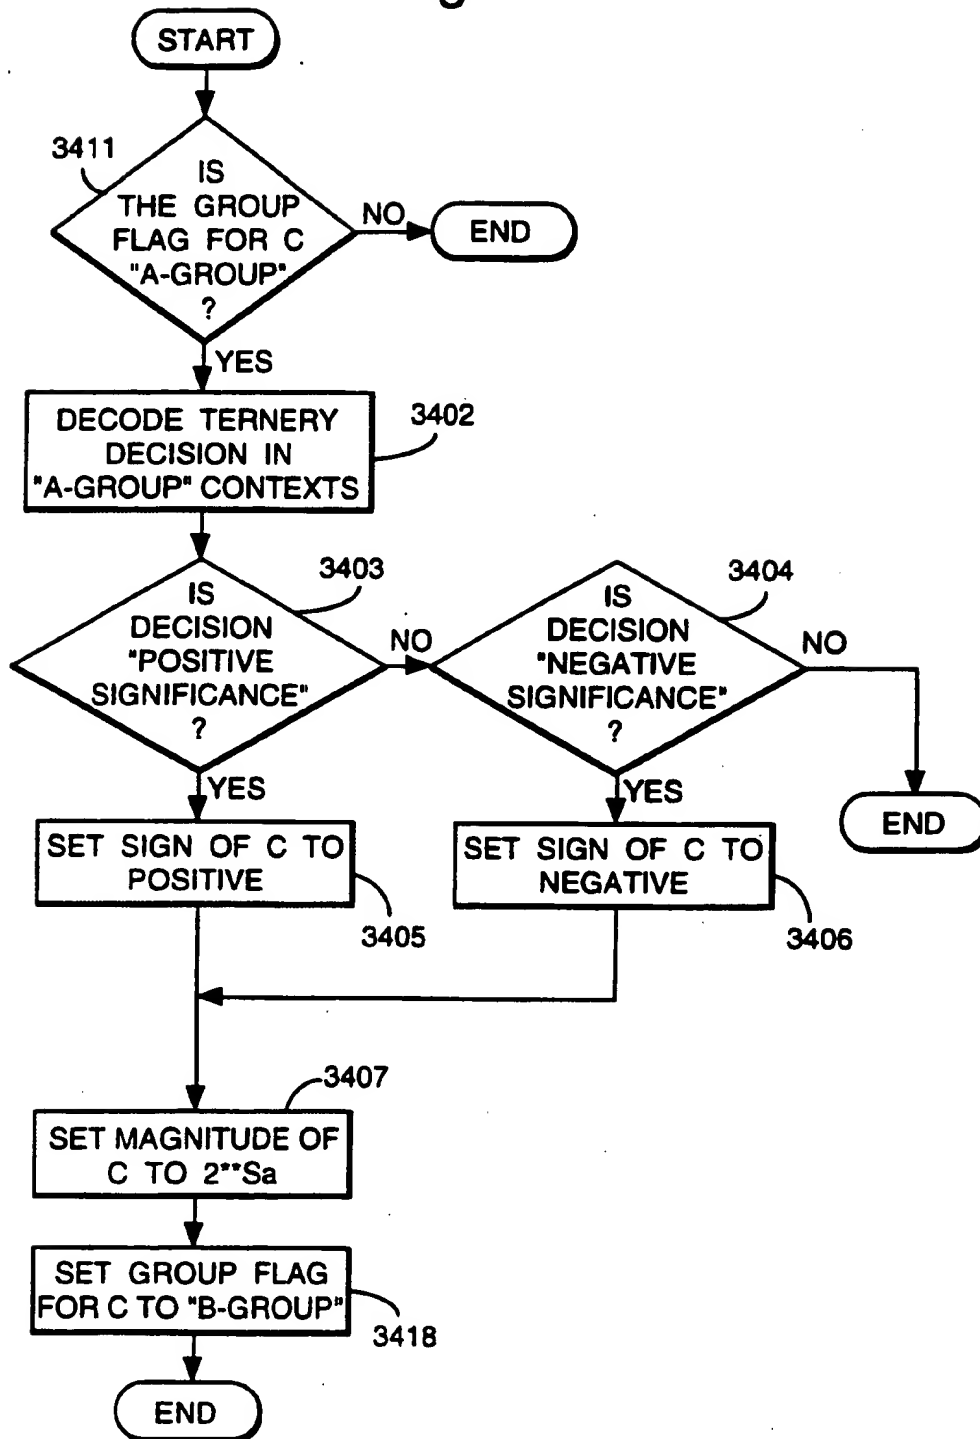 START
3411
IS
THE GROUP
FLAG FOR C
"A-GROUP"
?
NO
END
YES
DECODE TERNERY
DECISION IN
"A-GROUP" CONTEXTS
3402
3403
IS
DECISION
"POSITIVE
SIGNIFICANCE"
?
NO
3404
IS
DECISION
"NEGATIVE
SIGNIFICANCE"
?
NO
END
YES
YES
SET SIGN OF C TO
POSITIVE
3405
SET SIGN OF C TO
NEGATIVE
3406
3407
SET MAGNITUDE OF
C TO 2**Sa
SET GROUP FLAG
FOR C TO "B-GROUP"
3418
END